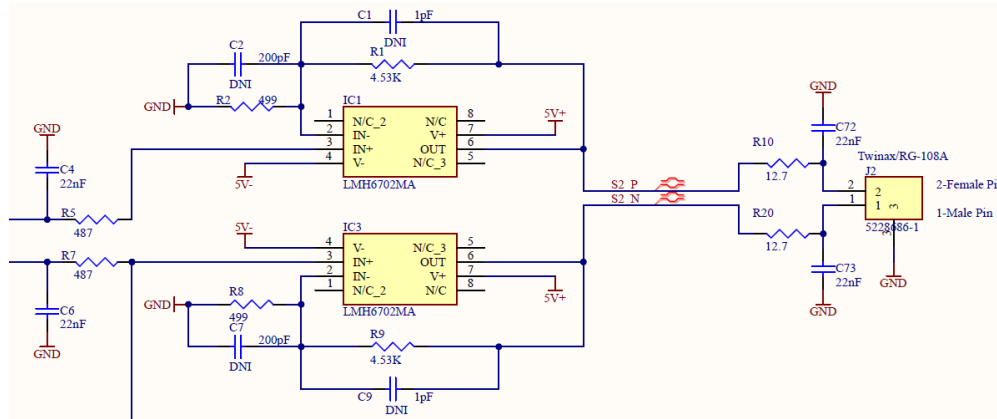 C1
1pF
DNI
C2
200pF
DNI
R1
4.53K
GND
R2
499
IC1
1
N/C_2
N/C
8
2
IN-
V+
7
5V+
3
IN+
OUT
6
4
V-
N/C_3
5
LMH6702MA
5V-
GND
C4
22nF
R5
487
GND
C72
22nF
R10
12.7
Twinax/RG-108A
J2
2
2
2-Female Pi
1
1
3
1-Male Pin
5228686-1
3
GND
S2_P
S2_N
R20
12.7
C73
22nF
GND
5V-
IC3
4
V-
N/C_3
5
3
IN+
OUT
6
2
IN-
V+
7
1
N/C_2
N/C
8
5V+
LMH6702MA
R7
487
C6
22nF
GND
GND
R8
499
C7
200pF
DNI
R9
4.53K
C9
1pF
DNI